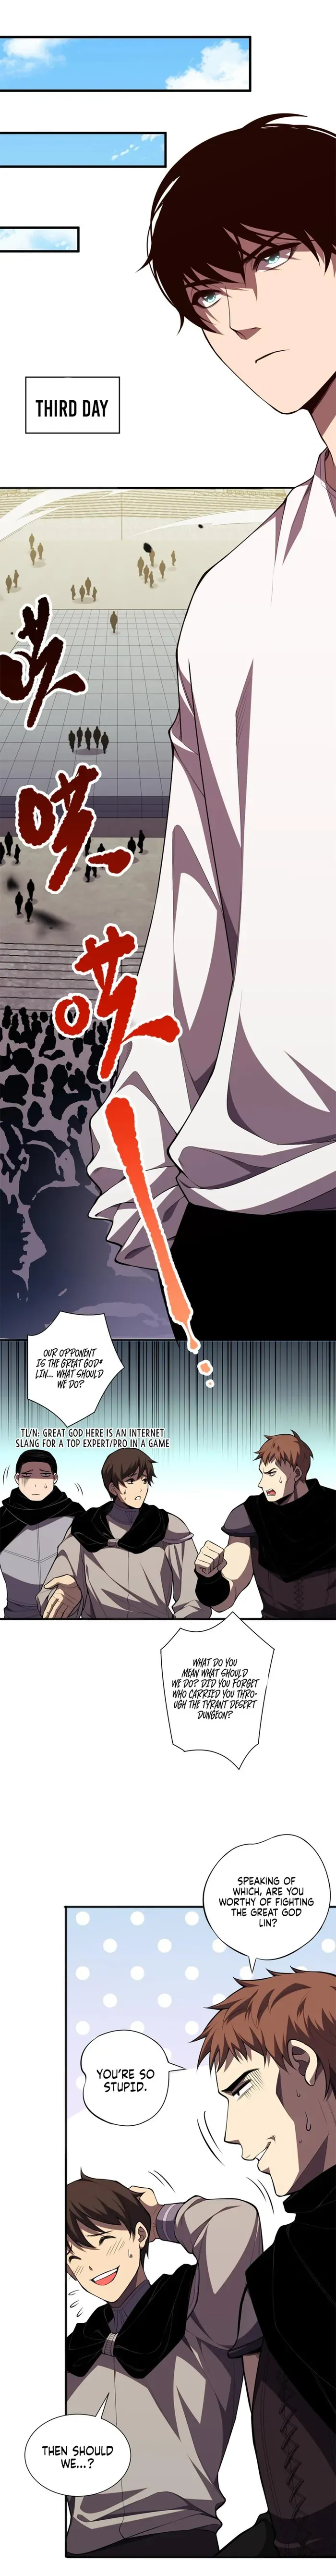 THIRD DAY
哎
哎
哎
OUR OPPONENT
IS THE GREAT GOD*
LIN... WHAT SHOULD
WE DO?
TL/N: GREAT GOD HERE IS AN INTERNET
SLANG FOR A TOP EXPERT/PRO IN A GAME
WHAT DO YOU
MEAN WHAT SHOULD
WE DO? DID YOU FORGET
WHO CARRIED YOU THRO-
UGH THE TYRANT DESERT
DUNGEON?
SPEAKING OF
WHICH, ARE YOU
WORTHY OF FIGHTING
THE GREAT GOD
LIN?
YOU'RE SO
STUPID.
THEN SHOULD
WE...?